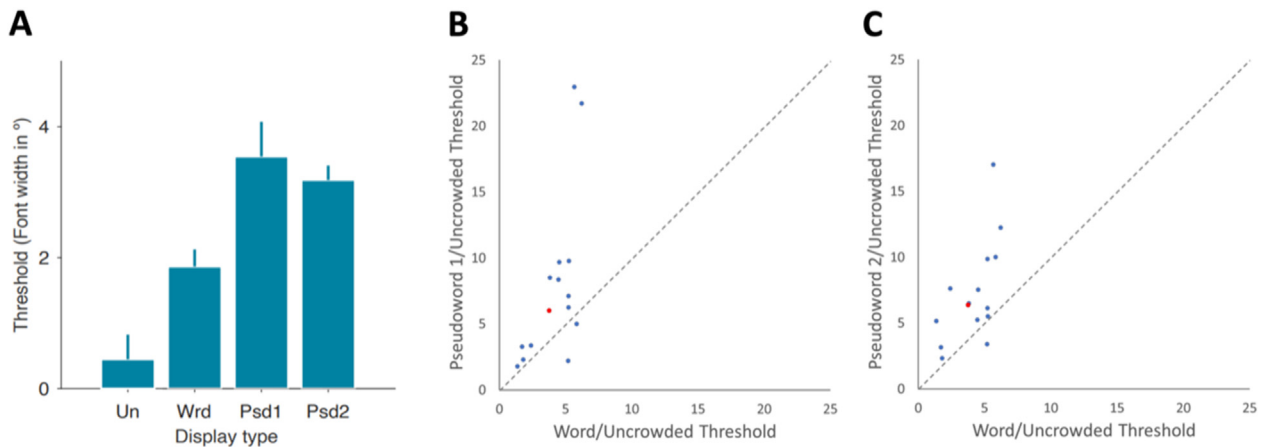 A
Threshold (Font width in °)
4
2
0
Un Wrd Psd1 Psd2
Display type
B
Pseudoword 1/Uncrowded Threshold
25
20
15
10
5
0
0 5 10 15 20 25
Word/Uncrowded Threshold
C
Pseudoword 2/Uncrowded Threshold
25
20
15
10
5
0
0 5 10 15 20 25
Word/Uncrowded Threshold